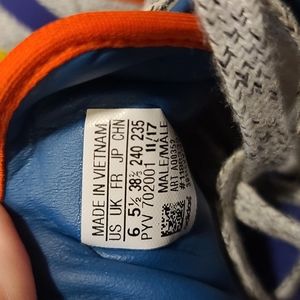 MADE IN VIETNAM
US UK FR JP CHN
6 5½ 38⅔ 240 235
PYV 702001 11/17
MALE/MALE